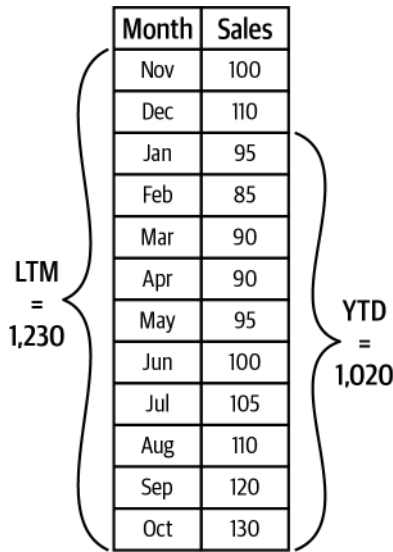 Month Sales
Nov 100
Dec 110
Jan 95
Feb 85
Mar 90
Apr 90
May 95
Jun 100
Jul 105
Aug 110
Sep 120
Oct 130
LTM
=
1,230
YTD
=
1,020